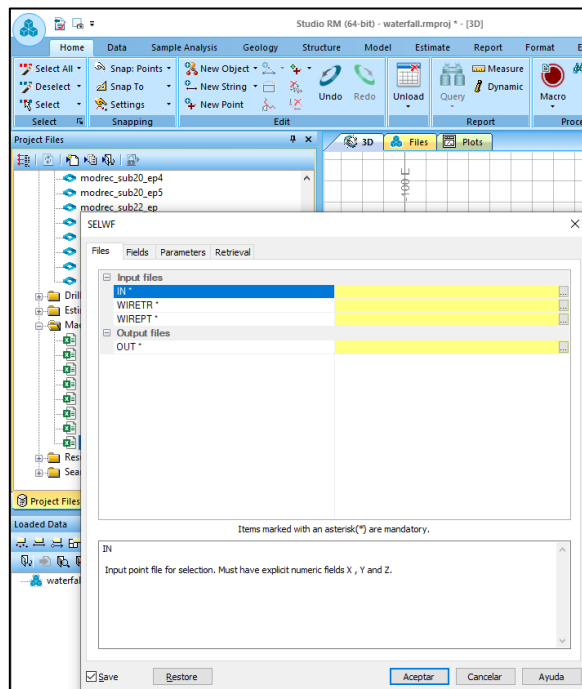 Studio RM (64-bit) - waterfall.rmproj * - [3D]
Home Data Sample Analysis Geology Structure Model Estimate Report Format
Select All Snap: Points New Object
Deselect Snap To New String Undo Redo Unload Query Measure Dynamic Macro
Select Settings New Point
Select Snapping Edit Report
Project Files 3D Files Plots
modrec_sub20_ep4
modrec_sub20_ep5
modrec_sub22_ep
-100 E
SELWF
Files Fields Parameters Retrieval
Input files
IN *
WIRETR *
WIREPT *
Output files
OUT *
Project Files
Items marked with an asterisk(*) are mandatory.
Loaded Data
IN
Input point file for selection. Must have explicit numeric fields X , Y and Z.
Save Restore Aceptar Cancelar Ayuda